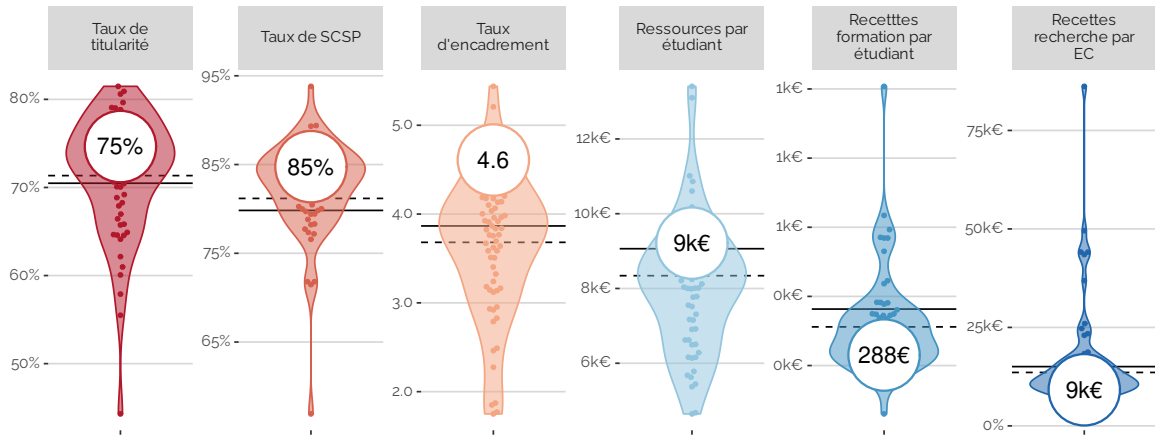 Taux de
titularité
Taux de SCSP
Taux
d'encadrement
Ressources par
étudiant
Recetttes
formation par
étudiant
Recettes
recherche par
EC
80%
70%
60%
50%
75%
95%
85%
75%
65%
85%
5.0
4.0
3.0
2.0
4.6
12k€
10k€
8k€
6k€
9k€
1k€
1k€
1k€
0k€
0k€
288€
75k€
50k€
25k€
0%
9k€